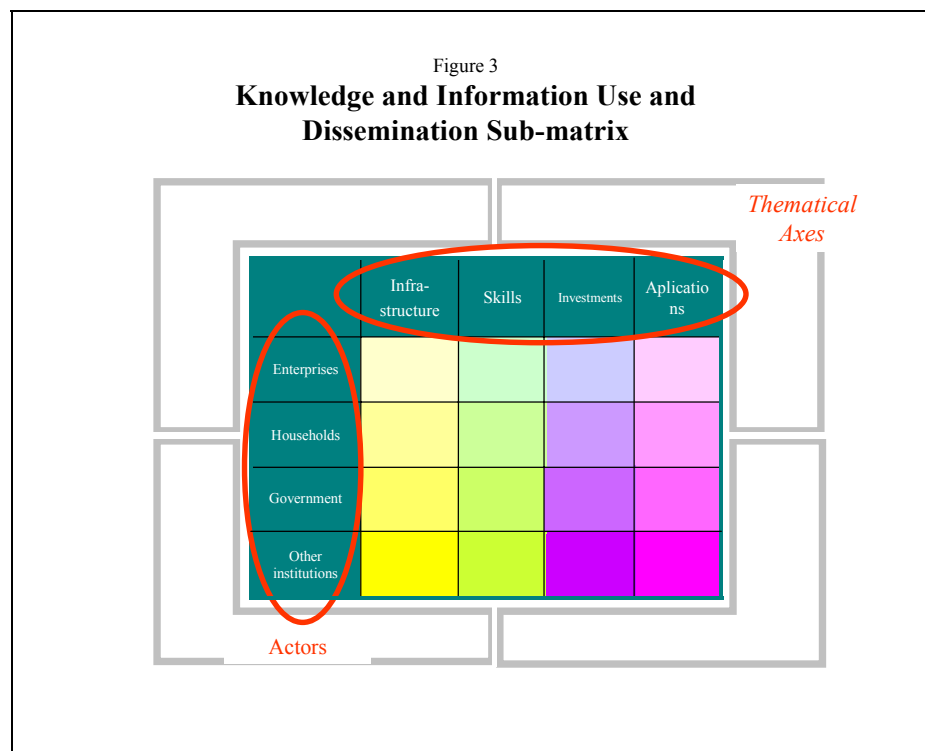 Figure 3
Knowledge and Information Use and
Dissemination Sub-matrix
Thematical
Axes
Infra-
structure
Skills
Investments
Aplicatio
ns
Enterprises
Households
Government
Other
institutions
Actors